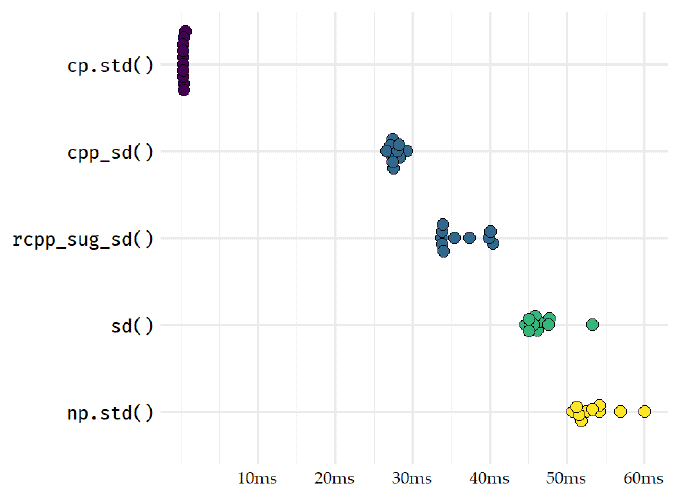 cp.std()
cpp_sd()
rcpp_sug_sd()
sd()
np.std()
10ms 20ms 30ms 40ms 50ms 60ms